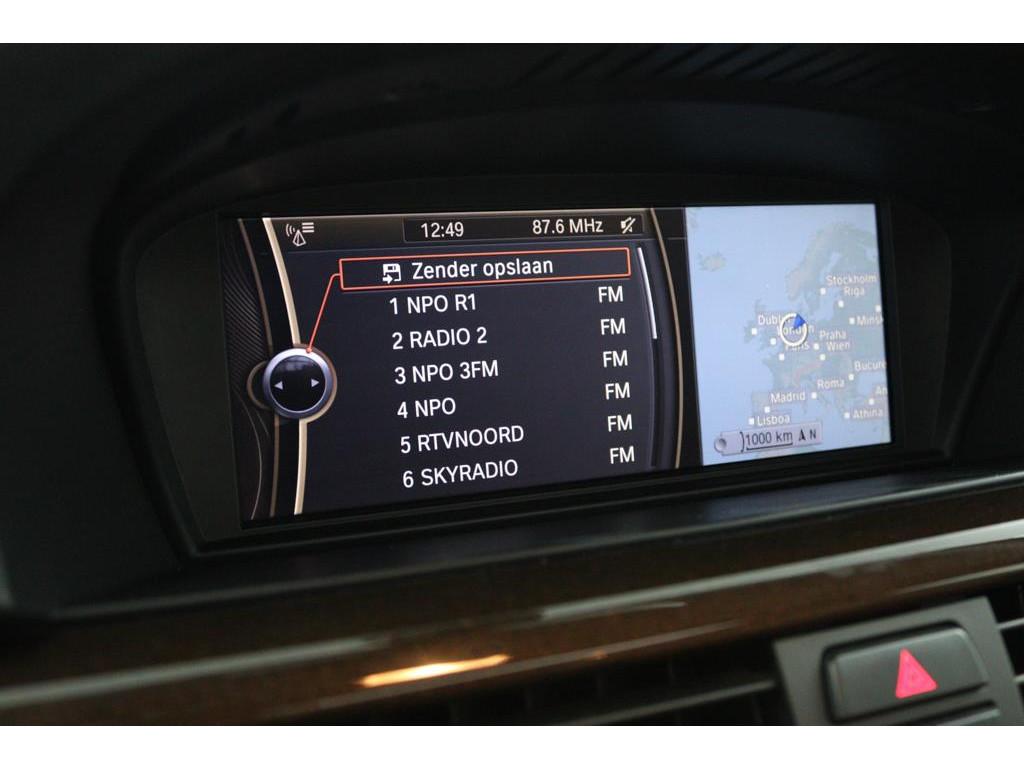 12:49 87.6 MHz
Zender opslaan
1 NPO R1 FM
2 RADIO 2 FM
3 NPO 3FM FM
4 NPO FM
5 RTVNOORD FM
6 SKYRADIO FM
Stockholm
Riga
Dublin
Minsk
London
Praha
Paris
Wien
Bucure
Roma
Madrid
An
Lisboa
Athina
1000 km N